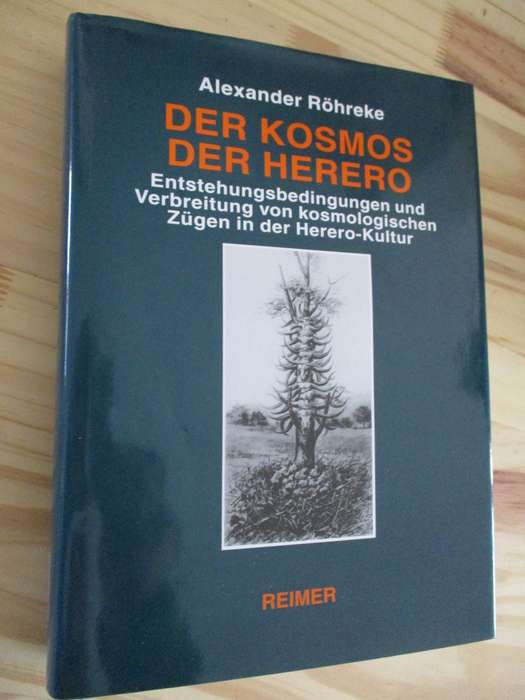 Alexander Röhreke
DER KOSMOS
DER HERERO
Entstehungsbedingungen und
Verbreitung von kosmologischen
Zügen in der Herero-Kultur
REIMER